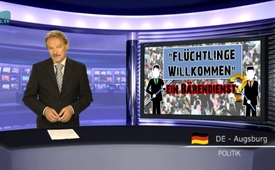 "FLÜCHTLINGE
WILLKOMMEN"
EIN BÄRENDIENST
DE - Augsburg
POLITIK